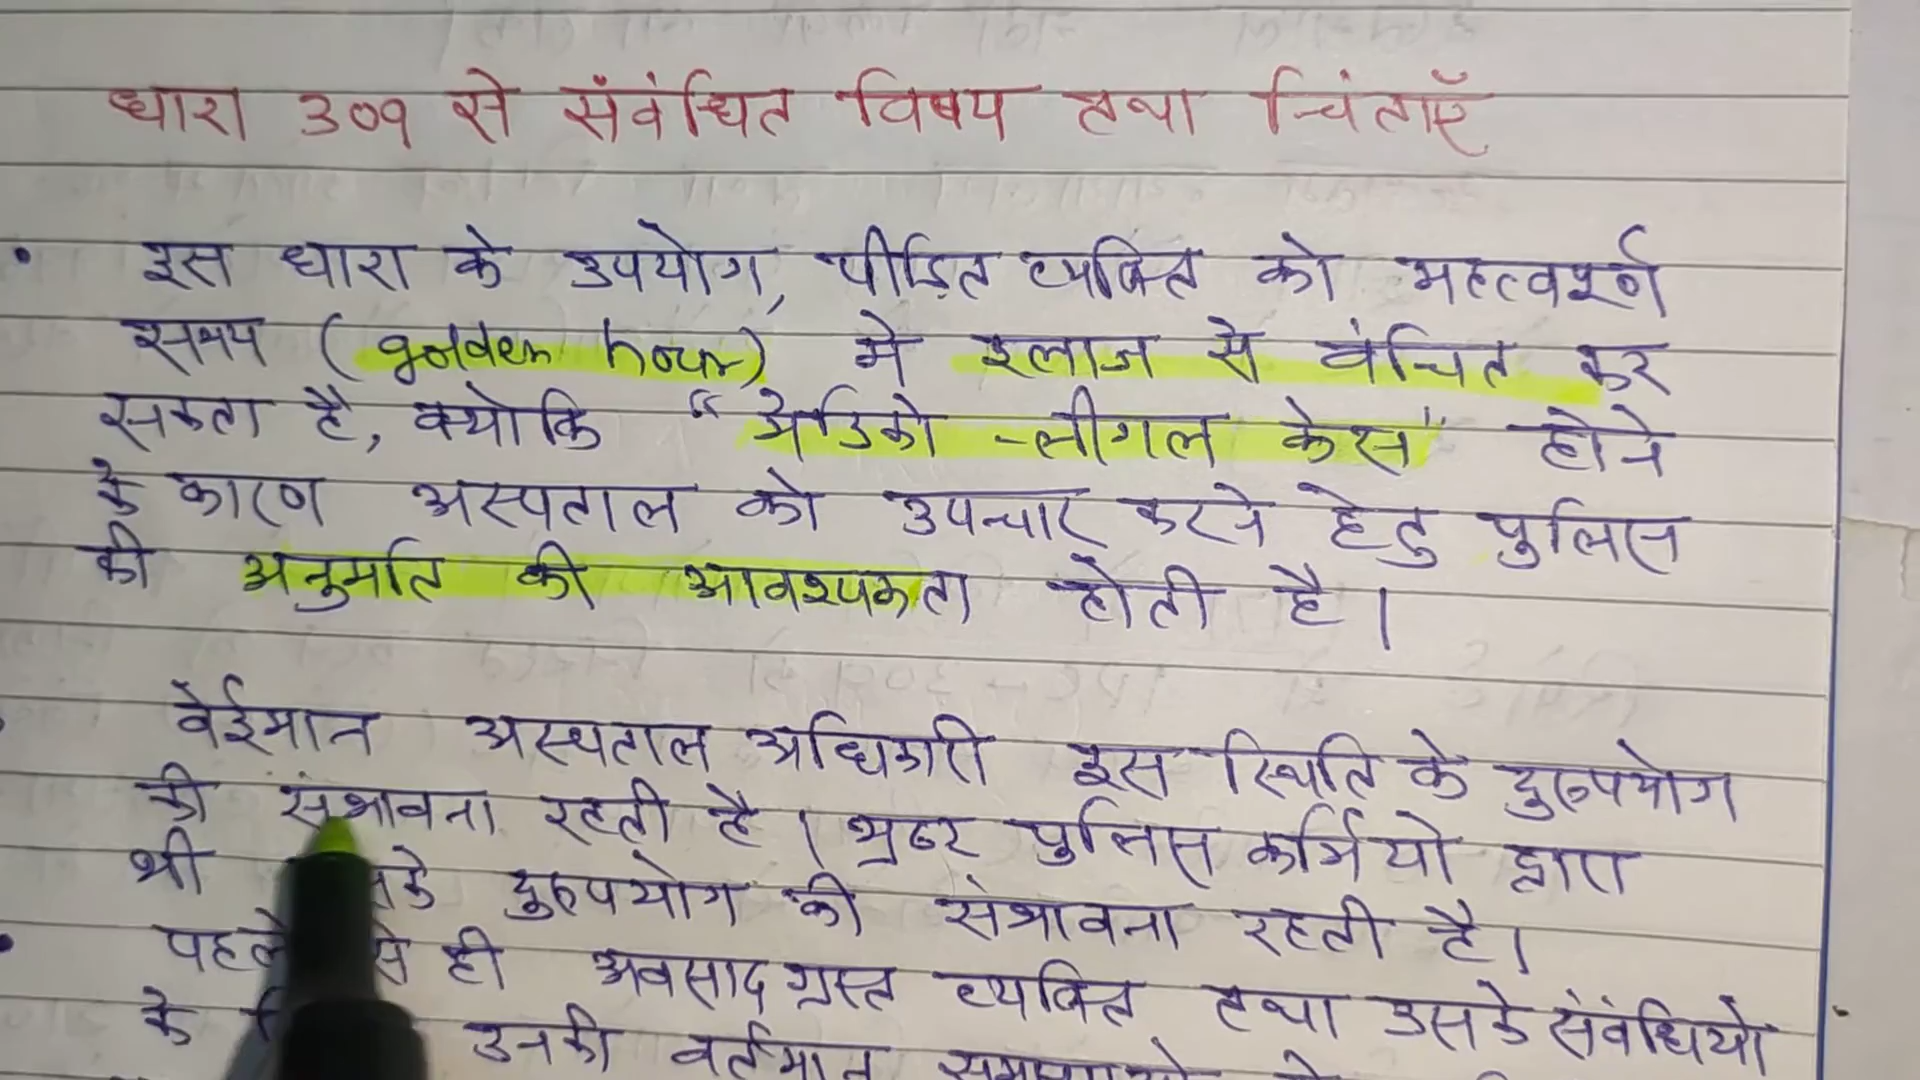 धारा 309 से संबंधित विषय तथा चिंताएँ
इस धारा के उपयोग, पीड़ित व्यक्ति को महत्वपूर्ण
समय (golden hour) में इलाज से वंचित कर
सकता है, क्योकि "मेडिको-लीगल केस" होने
के कारण अस्पताल को उपचार करने हेतु पुलिस
की अनुमति की आवश्यकता होती है।
बेईमान अस्पताल अधिकारी इस स्थिति के दुरुपयोग
की संभावना रहती है। भ्रष्ट पुलिस कर्मियो द्वारा
भी दुरुपयोग की संभावना रहती है।
पहले से ही अवसादग्रस्त व्यक्ति तथा उसके संबंधियो
के उनकी वर्तमान